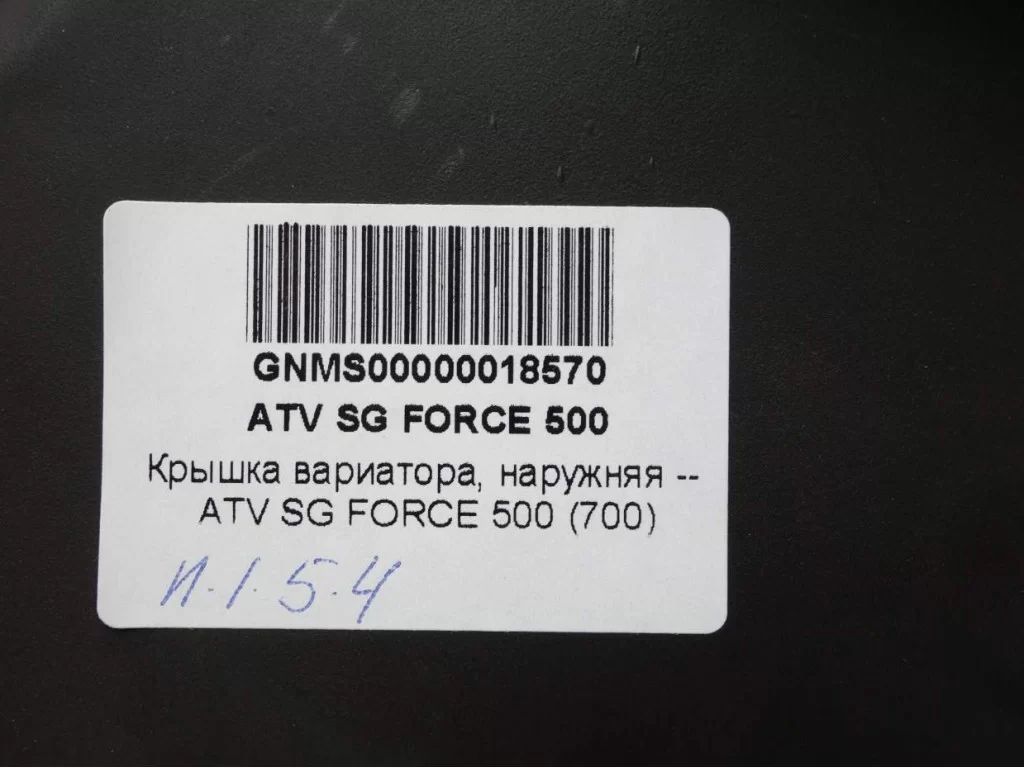 GNMS00000018570
ATV SG FORCE 500
Крышка вариатора, наружняя --
ATV SG FORCE 500 (700)
И.1.5.4